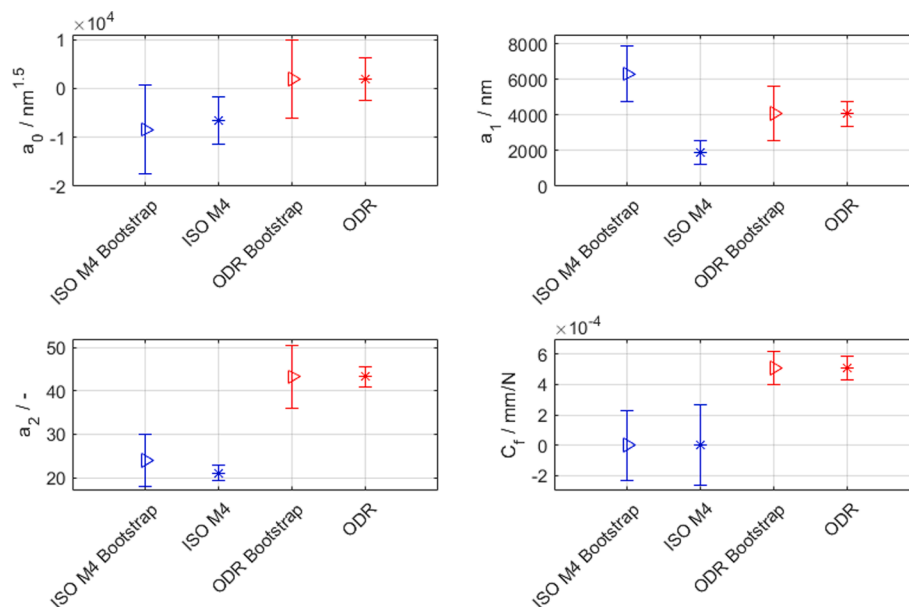 ×10^4
a_0 / nm^1.5
1
0
-1
-2
ISO M4 Bootstrap
ISO M4
ODR Bootstrap
ODR
a_1 / nm
8000
6000
4000
2000
0
ISO M4 Bootstrap
ISO M4
ODR Bootstrap
ODR
a_2 / -
50
40
30
20
ISO M4 Bootstrap
ISO M4
ODR Bootstrap
ODR
×10^-4
C_f / mm/N
6
4
2
0
-2
ISO M4 Bootstrap
ISO M4
ODR Bootstrap
ODR